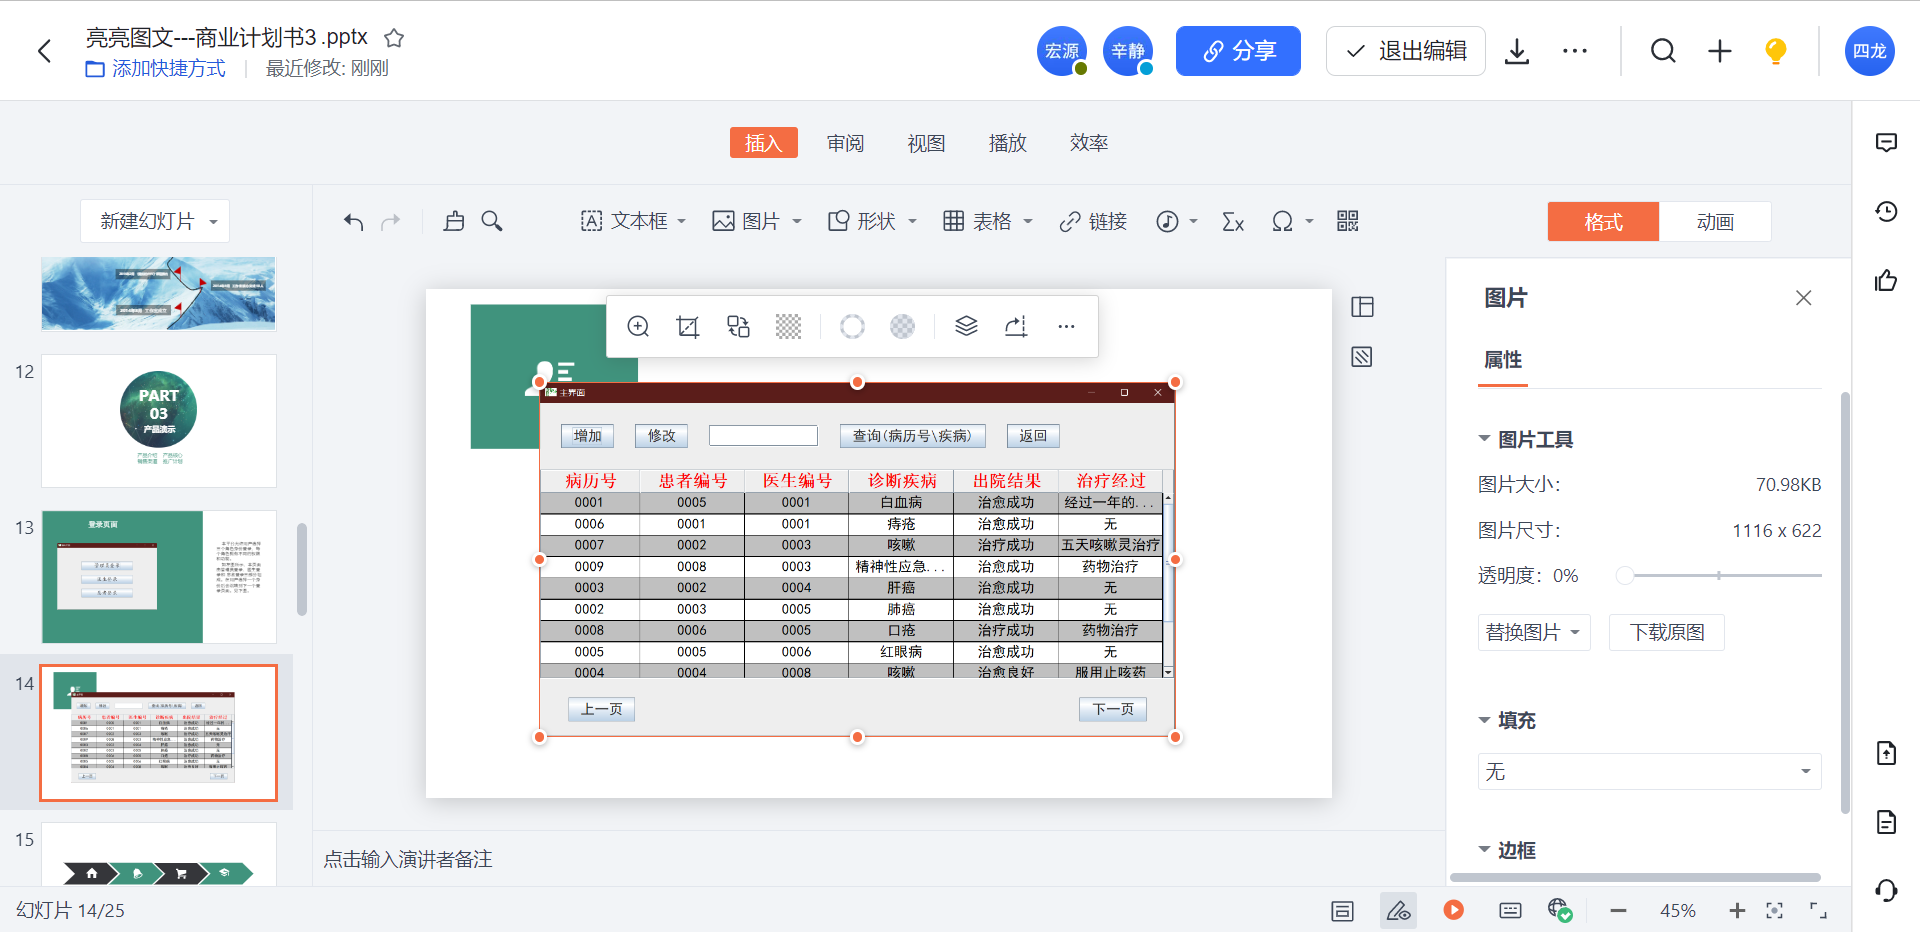 亮亮图文---商业计划书3 .pptx
添加快捷方式 最近修改: 刚刚
宏源 辛静 分享 退出编辑 四龙
插入 审阅 视图 播放 效率
新建幻灯片 文本框 图片 形状 表格 链接 格式 动画
12
PART
03
产品演示
产品介绍 产品核心
13
登录页面
14
15
主界面
增加 修改 查询(病历号\疾病) 返回
病历号 患者编号 医生编号 诊断疾病 出院结果 治疗经过
0001 0005 0001 白血病 治愈成功 经过一年的...
0006 0001 0001 痔疮 治愈成功 无
0007 0002 0003 咳嗽 治疗成功 五天咳嗽灵治疗
0009 0008 0003 精神性应急... 治愈成功 药物治疗
0003 0002 0004 肝癌 治愈成功 无
0002 0003 0005 肺癌 治愈成功 无
0008 0006 0005 口疮 治疗成功 药物治疗
0005 0005 0006 红眼病 治愈成功 无
0004 0004 0008 咳嗽 治愈良好 服用止咳药
上一页 下一页
点击输入演讲者备注
图片
属性
图片工具
图片大小: 70.98KB
图片尺寸: 1116 x 622
透明度: 0%
替换图片 下载原图
填充
无
边框
幻灯片 14/25 45%